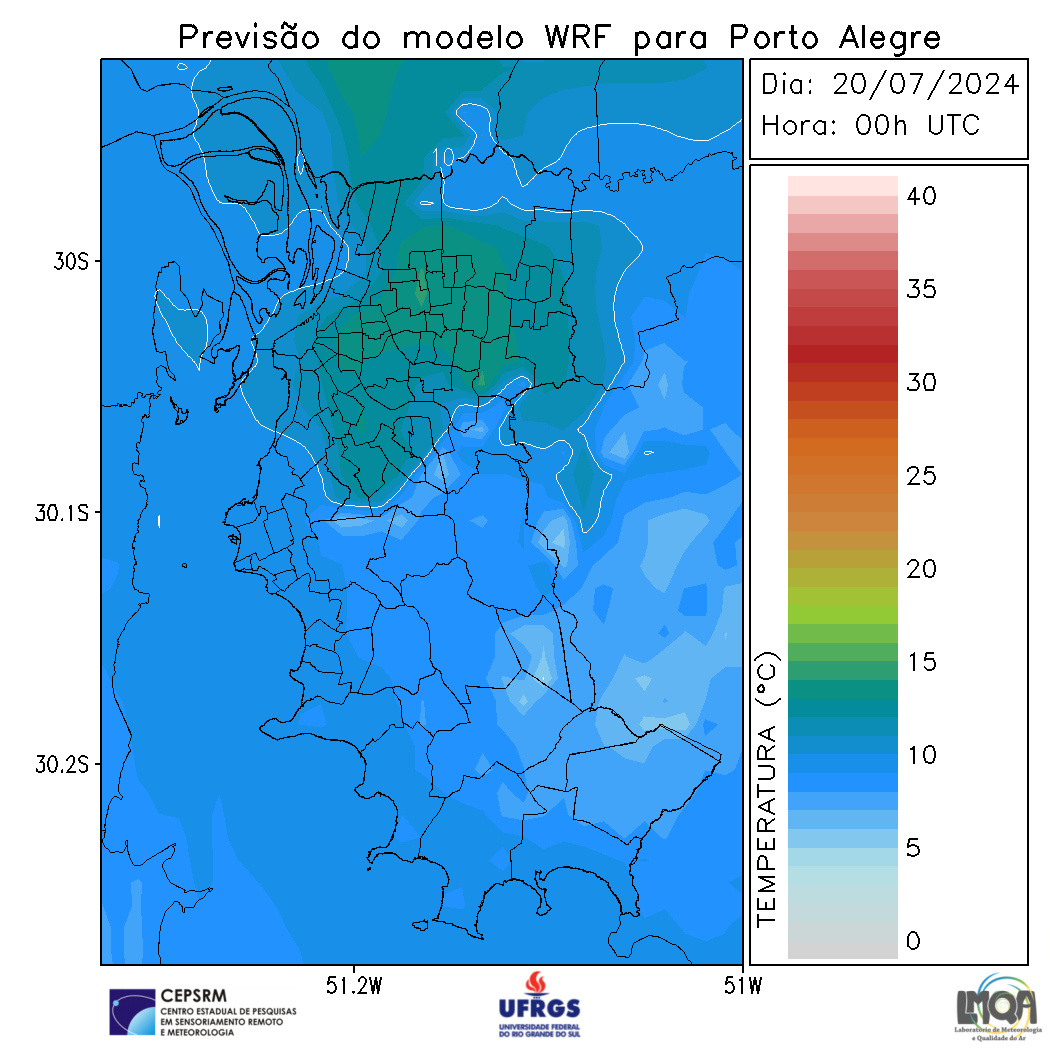 Previsão do modelo WRF para Porto Alegre
Dia: 20/07/2024
Hora: 00h UTC
10
30S
30.1S
30.2S
51.2W
51W
TEMPERATURA (°C)
40
35
30
25
20
15
10
5
0
CEPSRM
CENTRO ESTADUAL DE PESQUISAS
EM SENSORIAMENTO REMOTO
E METEOROLOGIA
UFRGS
UNIVERSIDADE FEDERAL
DO RIO GRANDE DO SUL
LMQA
Laboratório de Meteorologia
e Qualidade do Ar